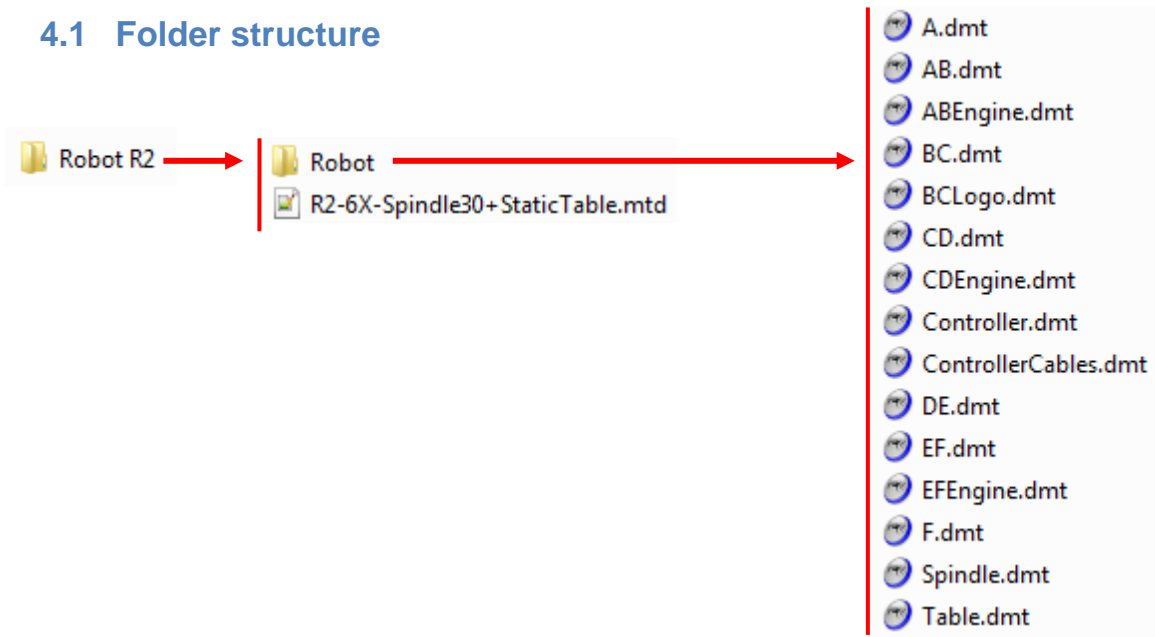 4.1 Folder structure
Robot R2
Robot
R2-6X-Spindle30+StaticTable.mtd
A.dmt
AB.dmt
ABEngine.dmt
BC.dmt
BCLogo.dmt
CD.dmt
CDEngine.dmt
Controller.dmt
ControllerCables.dmt
DE.dmt
EF.dmt
EFEngine.dmt
F.dmt
Spindle.dmt
Table.dmt